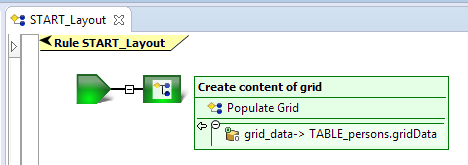 START_Layout
Rule START_Layout
Create content of grid
Populate Grid
grid_data-> TABLE_persons.gridData